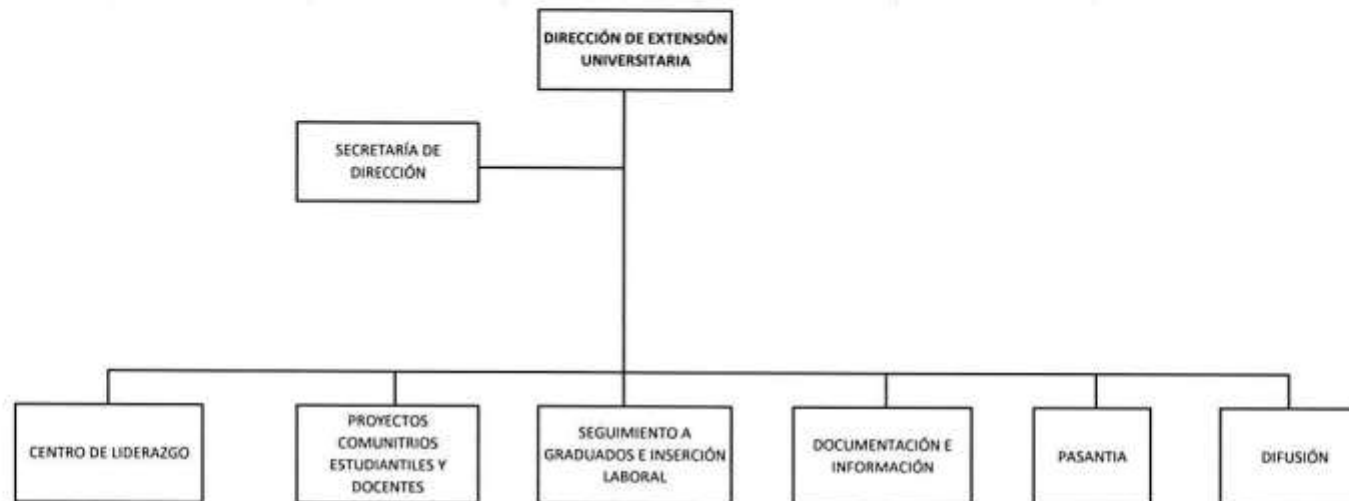 DIRECCIÓN DE EXTENSIÓN
UNIVERSITARIA
SECRETARÍA DE
DIRECCIÓN
CENTRO DE LIDERAZGO
PROYECTOS
COMUNITRIOS
ESTUDIANTILES Y
DOCENTES
SEGUIMIENTO A
GRADUADOS E INSERCIÓN
LABORAL
DOCUMENTACIÓN E
INFORMACIÓN
PASANTIA
DIFUSIÓN